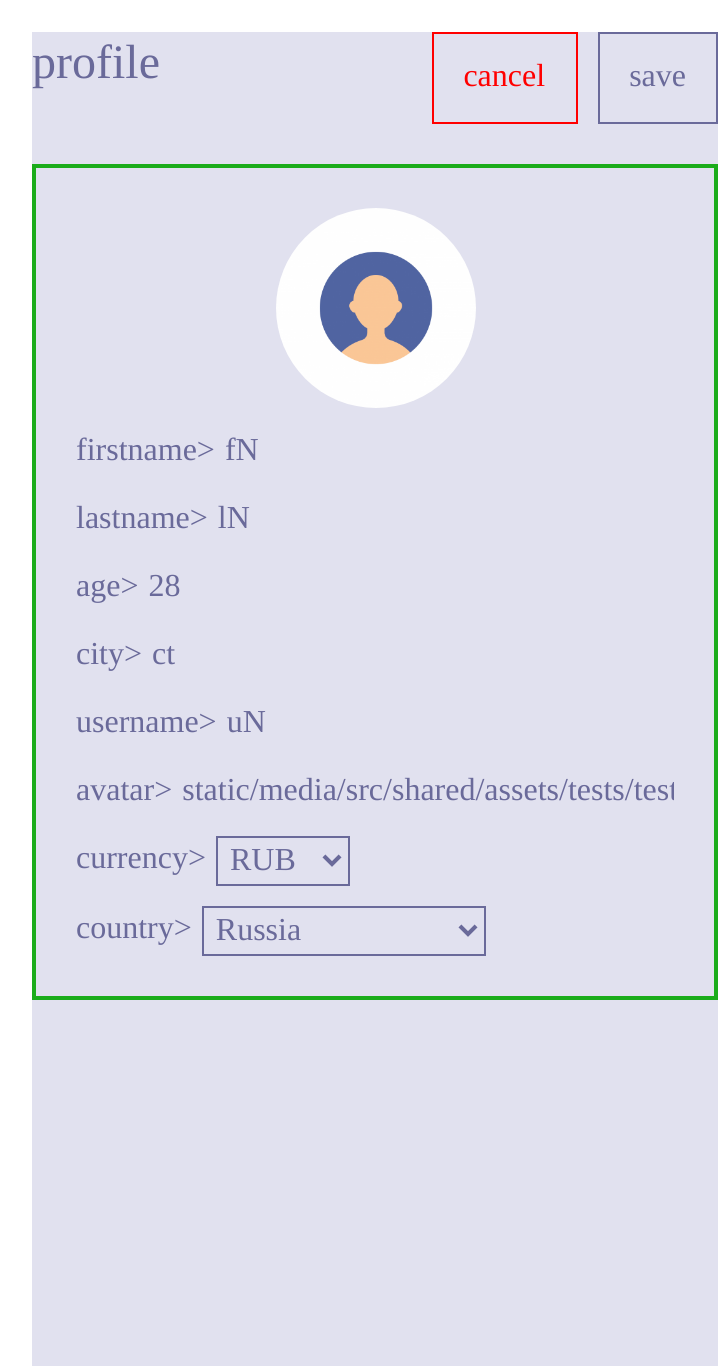 profile
cancel
save
firstname> fN
lastname> lN
age> 28
city> ct
username> uN
avatar> static/media/src/shared/assets/tests/test
currency> RUB
country> Russia